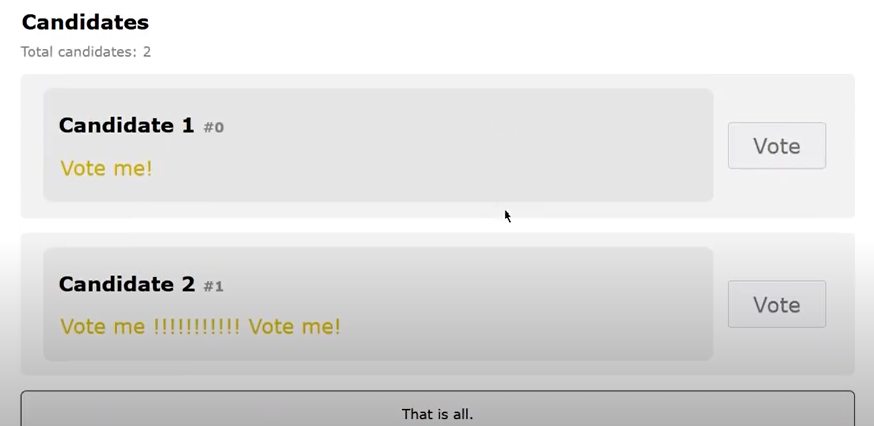 Candidates
Total candidates: 2
Candidate 1 #0
Vote me!
Vote
Candidate 2 #1
Vote me !!!!!!!!!!! Vote me!
Vote
That is all.